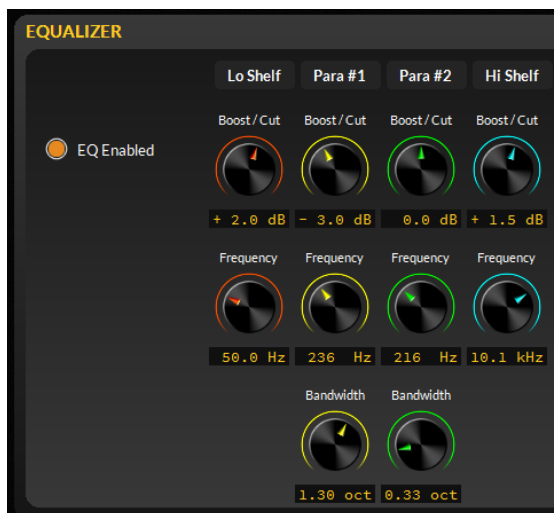 EQUALIZER
Lo Shelf Para #1 Para #2 Hi Shelf
Boost/Cut Boost/Cut Boost/Cut Boost/Cut
EQ Enabled
+ 2.0 dB - 3.0 dB 0.0 dB + 1.5 dB
Frequency Frequency Frequency Frequency
50.0 Hz 236 Hz 216 Hz 10.1 kHz
Bandwidth Bandwidth
1.30 oct 0.33 oct